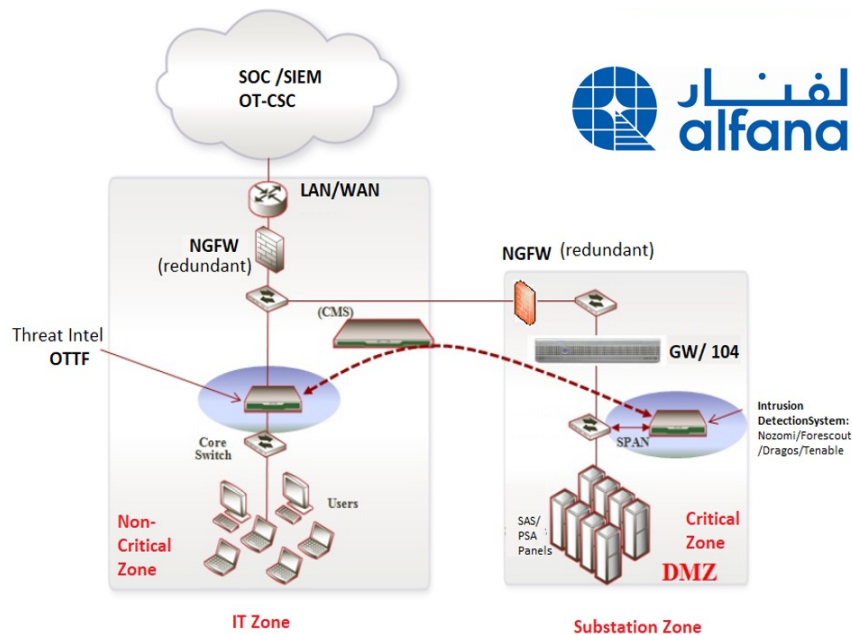 SOC /SIEM
OT-CSC
لفنار
alfana
LAN/WAN
NGFW
(redundant)
NGFW (redundant)
(CMS)
Threat Intel
OTTF
GW/ 104
Core
Switch
SPAN
Intrusion
DetectionSystem:
Nozomi/Forescout
/Dragos/Tenable
Users
Non-
Critical
Zone
SAS/
PSA
Panels
Critical
Zone
DMZ
IT Zone
Substation Zone